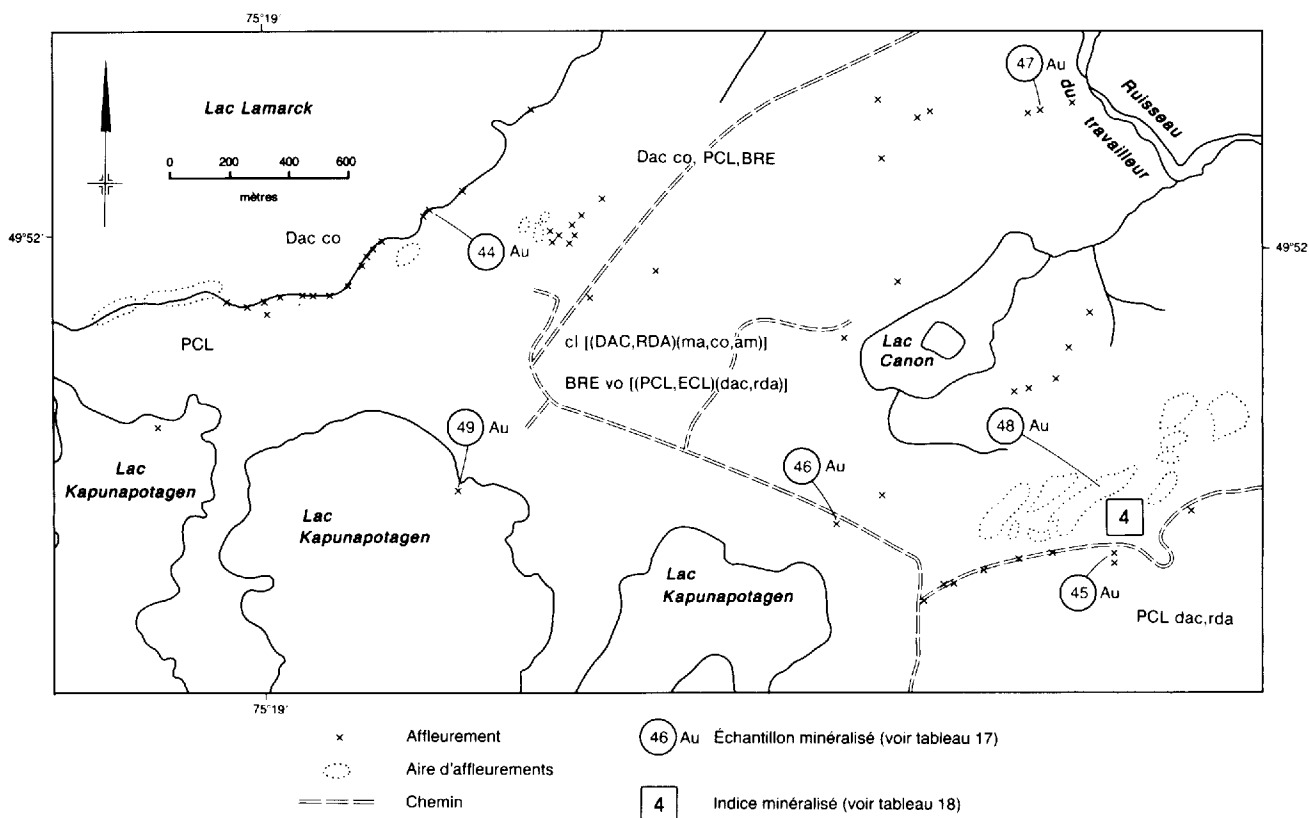 75°19'
47 Au
Ruisseau
du
travailleur
Lac Lamarck
0 200 400 600
mètres
Dac co, PCL,BRE
49°52'
Dac co
44 Au
49°52'
PCL
cl [(DAC,RDA)(ma,co,am)]
Lac
Canon
BRE vo [(PCL,ECL)(dac,rda)]
49 Au
48 Au
46 Au
Lac
Kapunapotagen
Lac
Kapunapotagen
4
Lac
Kapunapotagen
45 Au
PCL dac,rda
75°19'
x Affleurement
46 Au Échantillon minéralisé (voir tableau 17)
Aire d'affleurements
Chemin
4 Indice minéralisé (voir tableau 18)